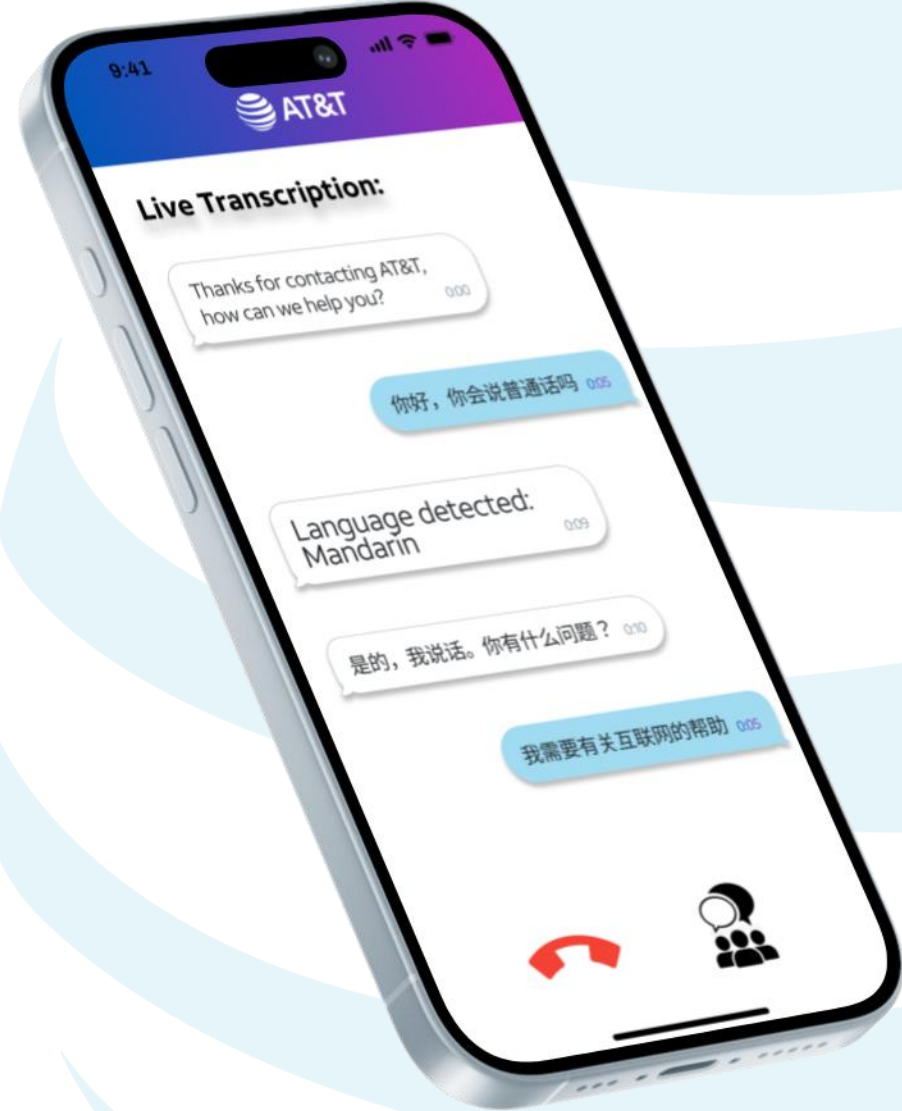 9:41
AT&T
Live Transcription:
Thanks for contacting AT&T,
how can we help you?
0:00
你好，你会说普通话吗 0:05
Language detected:
Mandarin
0:09
是的，我说话。你有什么问题？ 0:10
我需要有关互联网的帮助 0:05